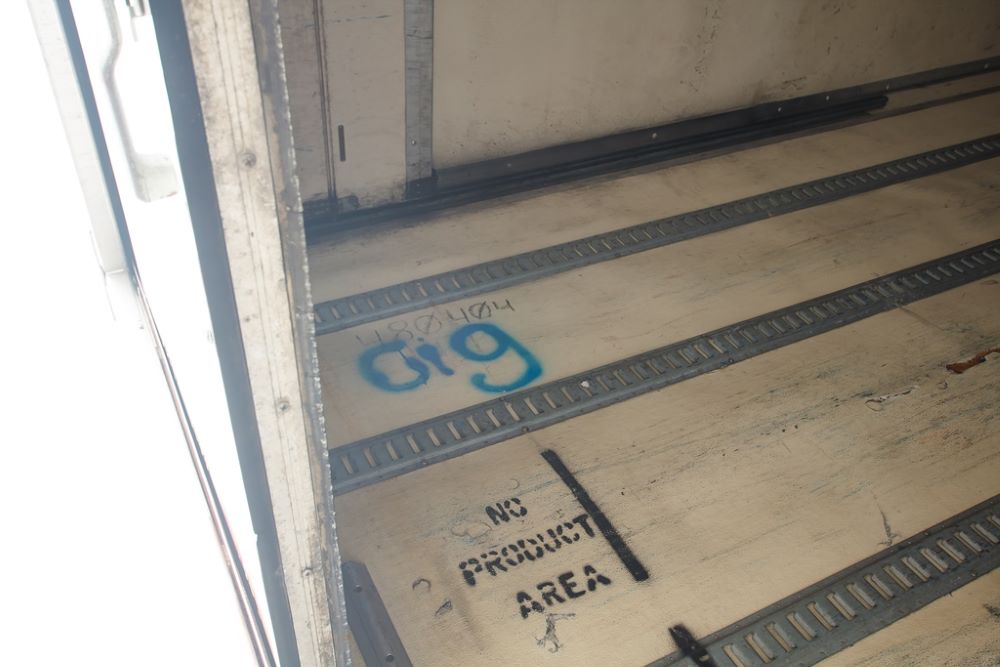 480404
Oig
NO
PRODUCT
AREA